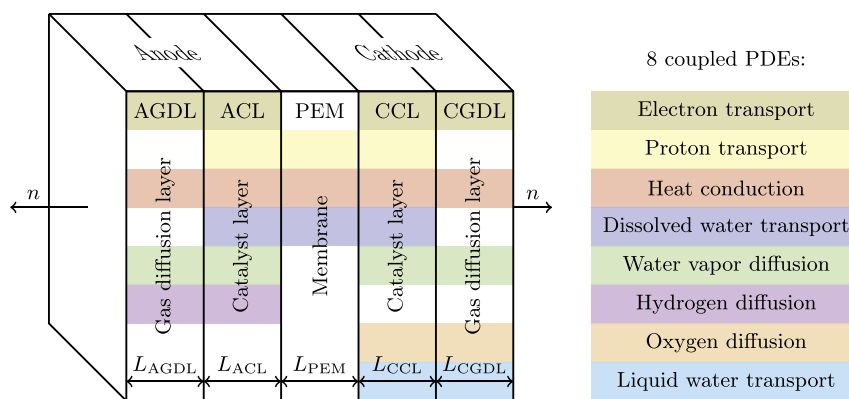 Anode
Cathode
8 coupled PDEs:
AGDL
ACL
PEM
CCL
CGDL
Electron transport
Proton transport
Heat conduction
Dissolved water transport
Water vapor diffusion
Hydrogen diffusion
Oxygen diffusion
Liquid water transport
n
n
Gas diffusion layer
Catalyst layer
Membrane
Catalyst layer
Gas diffusion layer
L_AGDL
L_ACL
L_PEM
L_CCL
L_CGDL